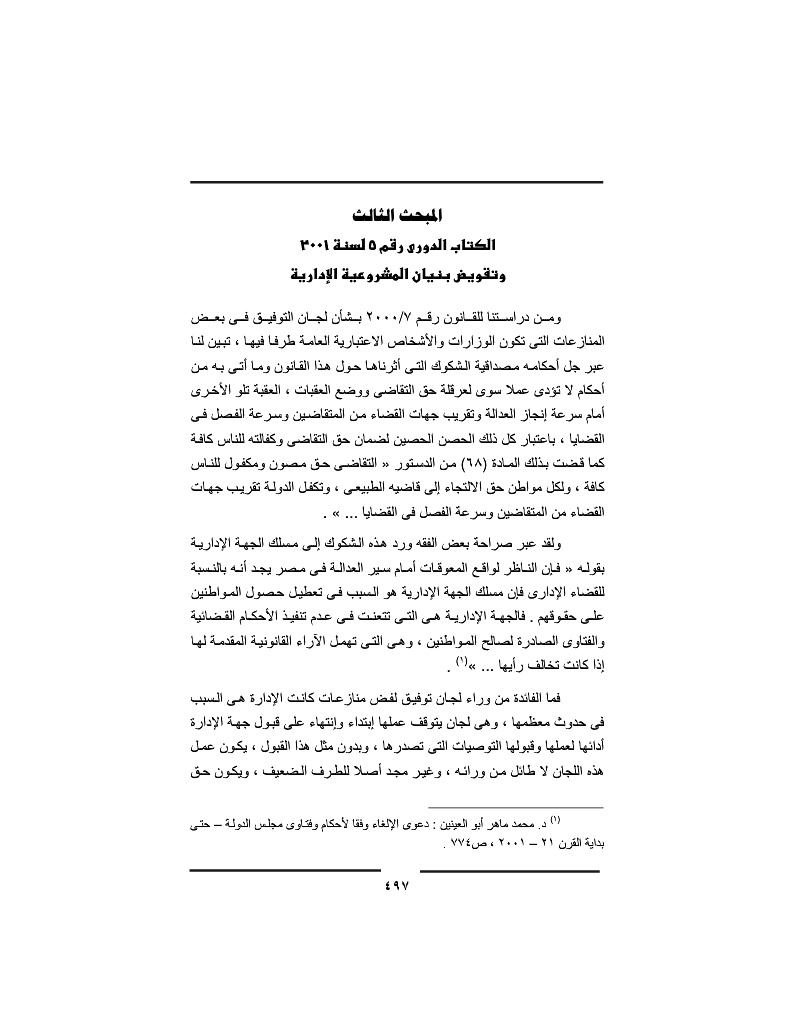 المبحث الثالث
الكتاب الدورى رقم ٥ لسنة ٢٠٠١
وتقويض بنيان المشروعية الإدارية
ومن دراستنا للقانون رقم ٢٠٠٠/٧ بشأن لجان التوفيق فى بعض
المنازعات التى تكون الوزارات والأشخاص الاعتبارية العامة طرفا فيها ، تبين لنا
عبر جل أحكامه مصداقية الشكوك التى أثرناها حول هذا القانون وما أتى به من
أحكام لا تؤدى عملا سوى لعرقلة حق التقاضى ووضع العقبات ، العقبة تلو الأخرى
أمام سرعة إنجاز العدالة وتقريب جهات القضاء من المتقاضين وسرعة الفصل فى
القضايا ، باعتبار كل ذلك الحصن الحصين لضمان حق التقاضى وكفالته للناس كافة
كما قضت بذلك المادة (٦٨) من الدستور « التقاضى حق مصون ومكفول للناس
كافة ، ولكل مواطن حق الالتجاء إلى قاضيه الطبيعى ، وتكفل الدولة تقريب جهات
القضاء من المتقاضين وسرعة الفصل فى القضايا ... » .
ولقد عبر صراحة بعض الفقه ورد هذه الشكوك إلى مسلك الجهة الإدارية
بقوله « فإن الناظر لواقع المعوقات أمام سير العدالة فى مصر يجد أنه بالنسبة
للقضاء الإدارى فإن مسلك الجهة الإدارية هو السبب فى تعطيل حصول المواطنين
على حقوقهم . فالجهة الإدارية هى التى تتعنت فى عدم تنفيذ الأحكام القضائية
والفتاوى الصادرة لصالح المواطنين ، وهى التى تهمل الآراء القانونية المقدمة لها
إذا كانت تخالف رأيها ... »(١) .
فما الفائدة من وراء لجان توفيق لفض منازعات كانت الإدارة هى السبب
فى حدوث معظمها ، وهى لجان يتوقف عملها إبتداء وإنتهاء على قبول جهة الإدارة
أدائها لعملها وقبولها التوصيات التى تصدرها ، وبدون مثل هذا القبول ، يكون عمل
هذه اللجان لا طائل من ورائه ، وغير مجد أصلا للطرف الضعيف ، ويكون حق
(١) د. محمد ماهر أبو العينين : دعوى الإلغاء وفقا لأحكام وفتاوى مجلس الدولة – حتى
بداية القرن ٢١ – ٢٠٠١ ، ص٧٧٤ .
٤٩٧